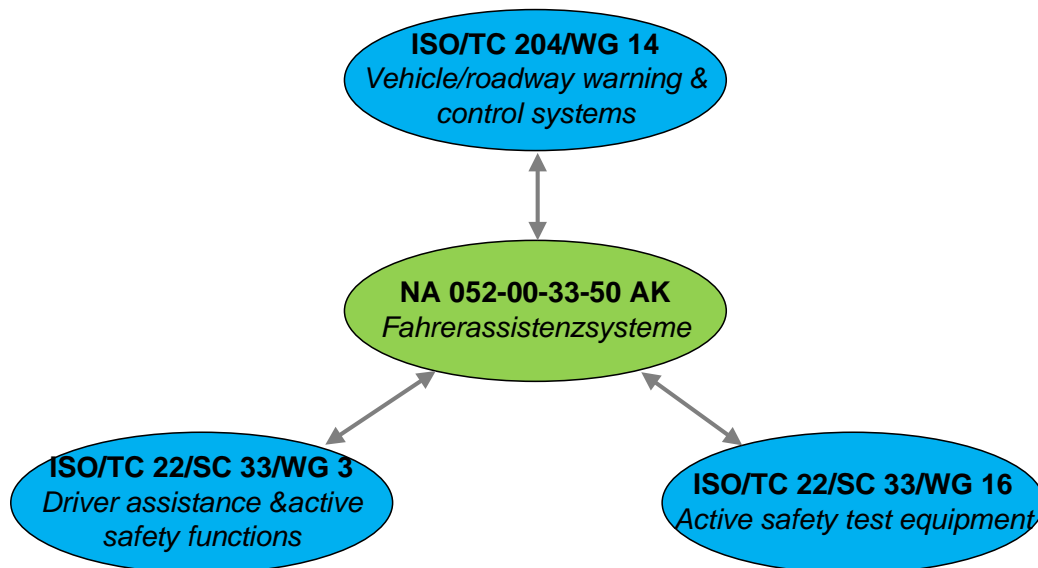 ISO/TC 204/WG 14
Vehicle/roadway warning &
control systems
NA 052-00-33-50 AK
Fahrerassistenzsysteme
ISO/TC 22/SC 33/WG 3
Driver assistance &active
safety functions
ISO/TC 22/SC 33/WG 16
Active safety test equipment